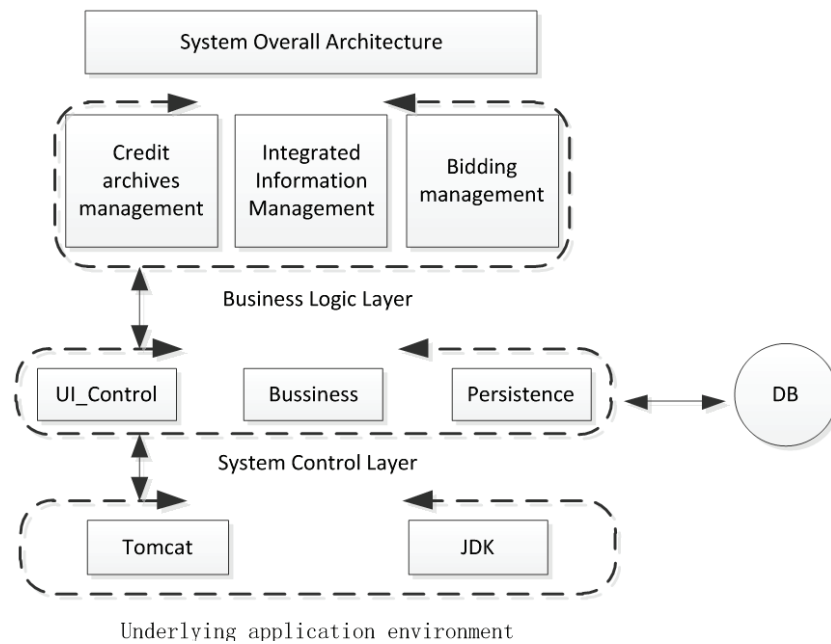 System Overall Architecture
Credit
archives
management
Integrated
Information
Management
Bidding
management
Business Logic Layer
UI_Control
Bussiness
Persistence
DB
System Control Layer
Tomcat
JDK
Underlying application environment